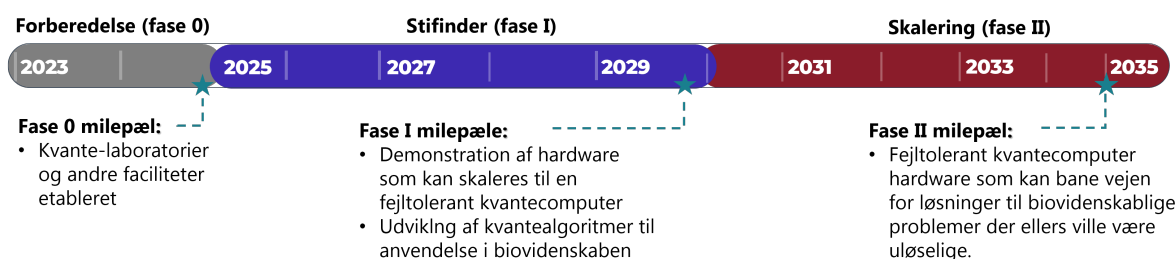 Forberedelse (fase 0)
Stifinder (fase I)
Skalering (fase II)
2023
2025
2027
2029
2031
2033
2035
Fase 0 milepæl:
• Kvante-laboratorier
og andre faciliteter
etableret
Fase I milepæle:
• Demonstration af hardware
som kan skaleres til en
fejltolerant kvantecomputer
• Udviklng af kvantealgoritmer til
anvendelse i biovidenskaben
Fase II milepæl:
• Fejltolerant kvantecomputer
hardware som kan bane vejen
for løsninger til biovidenskablige
problemer der ellers ville være
uløselige.